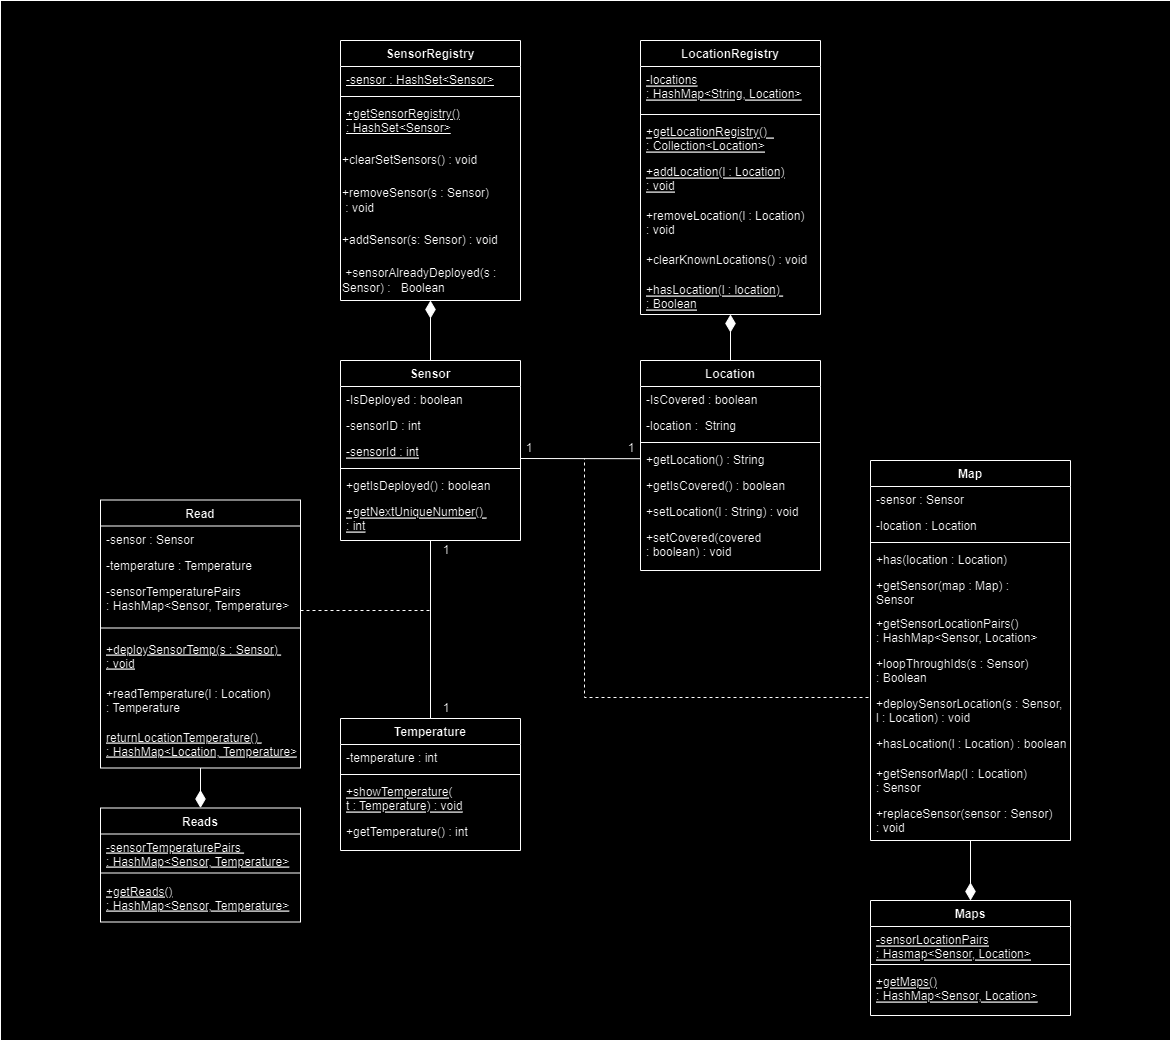 SensorRegistry
-sensor : HashSet<Sensor>
+getSensorRegistry()
: HashSet<Sensor>
+clearSetSensors() : void
+removeSensor(s : Sensor)
: void
+addSensor(s: Sensor) : void
+sensorAlreadyDeployed(s :
Sensor) : Boolean
LocationRegistry
-locations
: HashMap<String, Location>
+getLocationRegistry()
: Collection<Location>
+addLocation(l : Location)
: void
+removeLocation(l : Location)
: void
+clearKnownLocations() : void
+hasLocation(l : location)
: Boolean
Sensor
-IsDeployed : boolean
-sensorID : int
-sensorId : int
+getIsDeployed() : boolean
+getNextUniqueNumber()
: int
1
1
Location
-IsCovered : boolean
-location : String
+getLocation() : String
+getIsCovered() : boolean
+setLocation(l : String) : void
+setCovered(covered
: boolean) : void
Map
-sensor : Sensor
-location : Location
+has(location : Location)
+getSensor(map : Map) :
Sensor
+getSensorLocationPairs()
: HashMap<Sensor, Location>
+loopThroughIds(s : Sensor)
: Boolean
+deploySensorLocation(s : Sensor,
l : Location) : void
+hasLocation(l : Location) : boolean
+getSensorMap(l : Location)
: Sensor
+replaceSensor(sensor : Sensor)
: void
Read
-sensor : Sensor
-temperature : Temperature
-sensorTemperaturePairs
: HashMap<Sensor, Temperature>
+deploySensorTemp(s : Sensor)
: void
+readTemperature(l : Location)
: Temperature
returnLocationTemperature()
: HashMap<Location, Temperature>
1
1
Temperature
-temperature : int
+showTemperature(
t : Temperature) : void
+getTemperature() : int
Reads
-sensorTemperaturePairs
: HashMap<Sensor, Temperature>
+getReads()
: HashMap<Sensor, Temperature>
Maps
-sensorLocationPairs
: Hasmap<Sensor, Location>
+getMaps()
: HashMap<Sensor, Location>